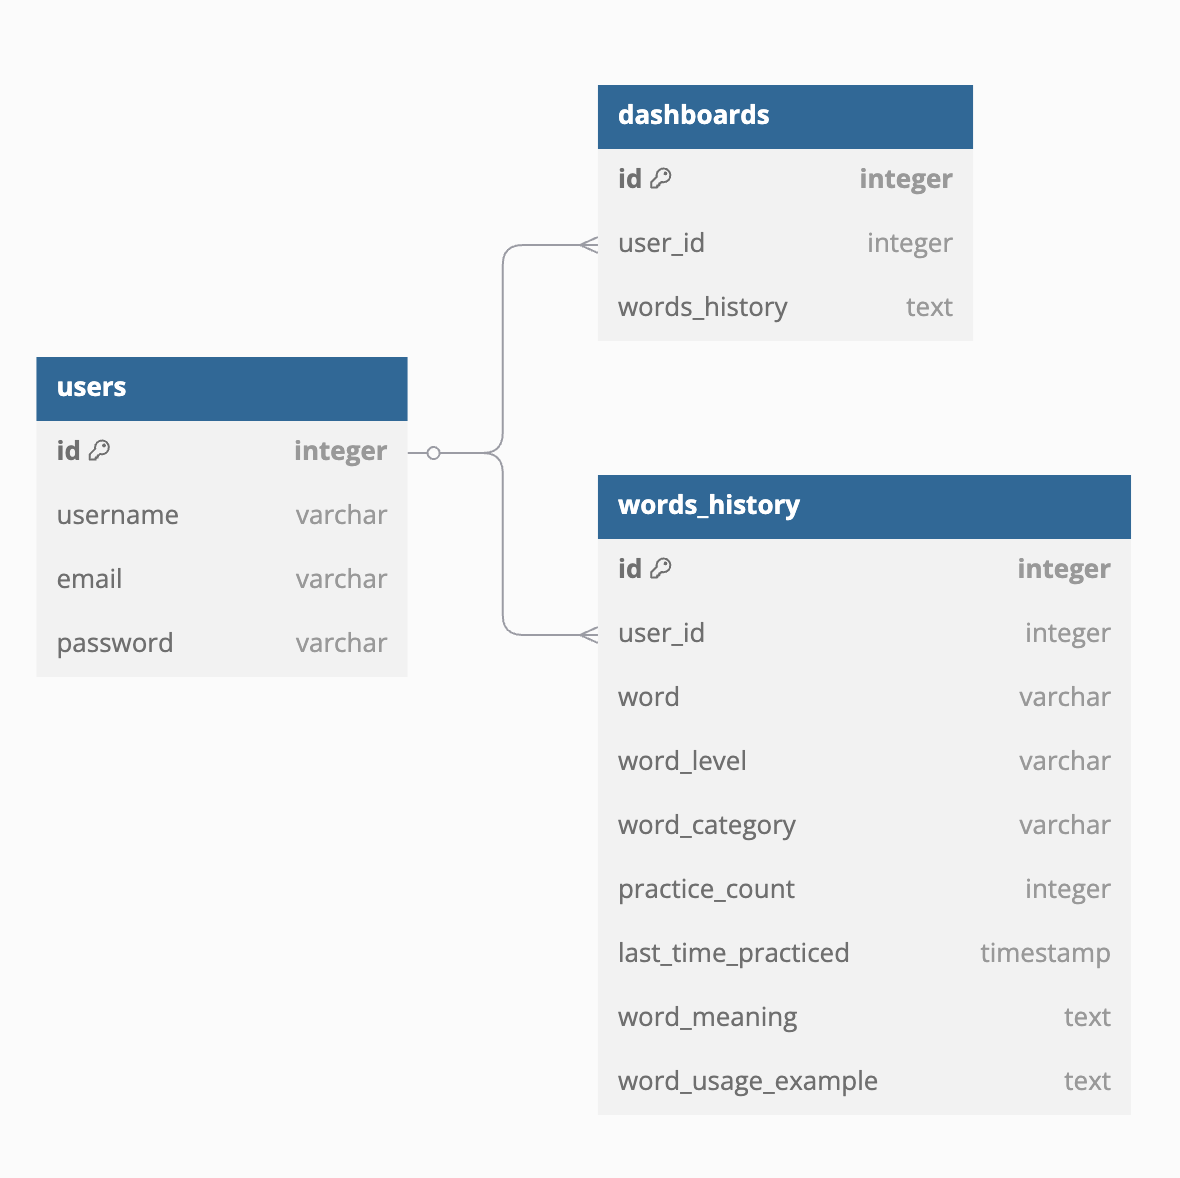 dashboards
id integer
user_id integer
words_history text
users
id integer
username varchar
email varchar
password varchar
words_history
id integer
user_id integer
word varchar
word_level varchar
word_category varchar
practice_count integer
last_time_practiced timestamp
word_meaning text
word_usage_example text